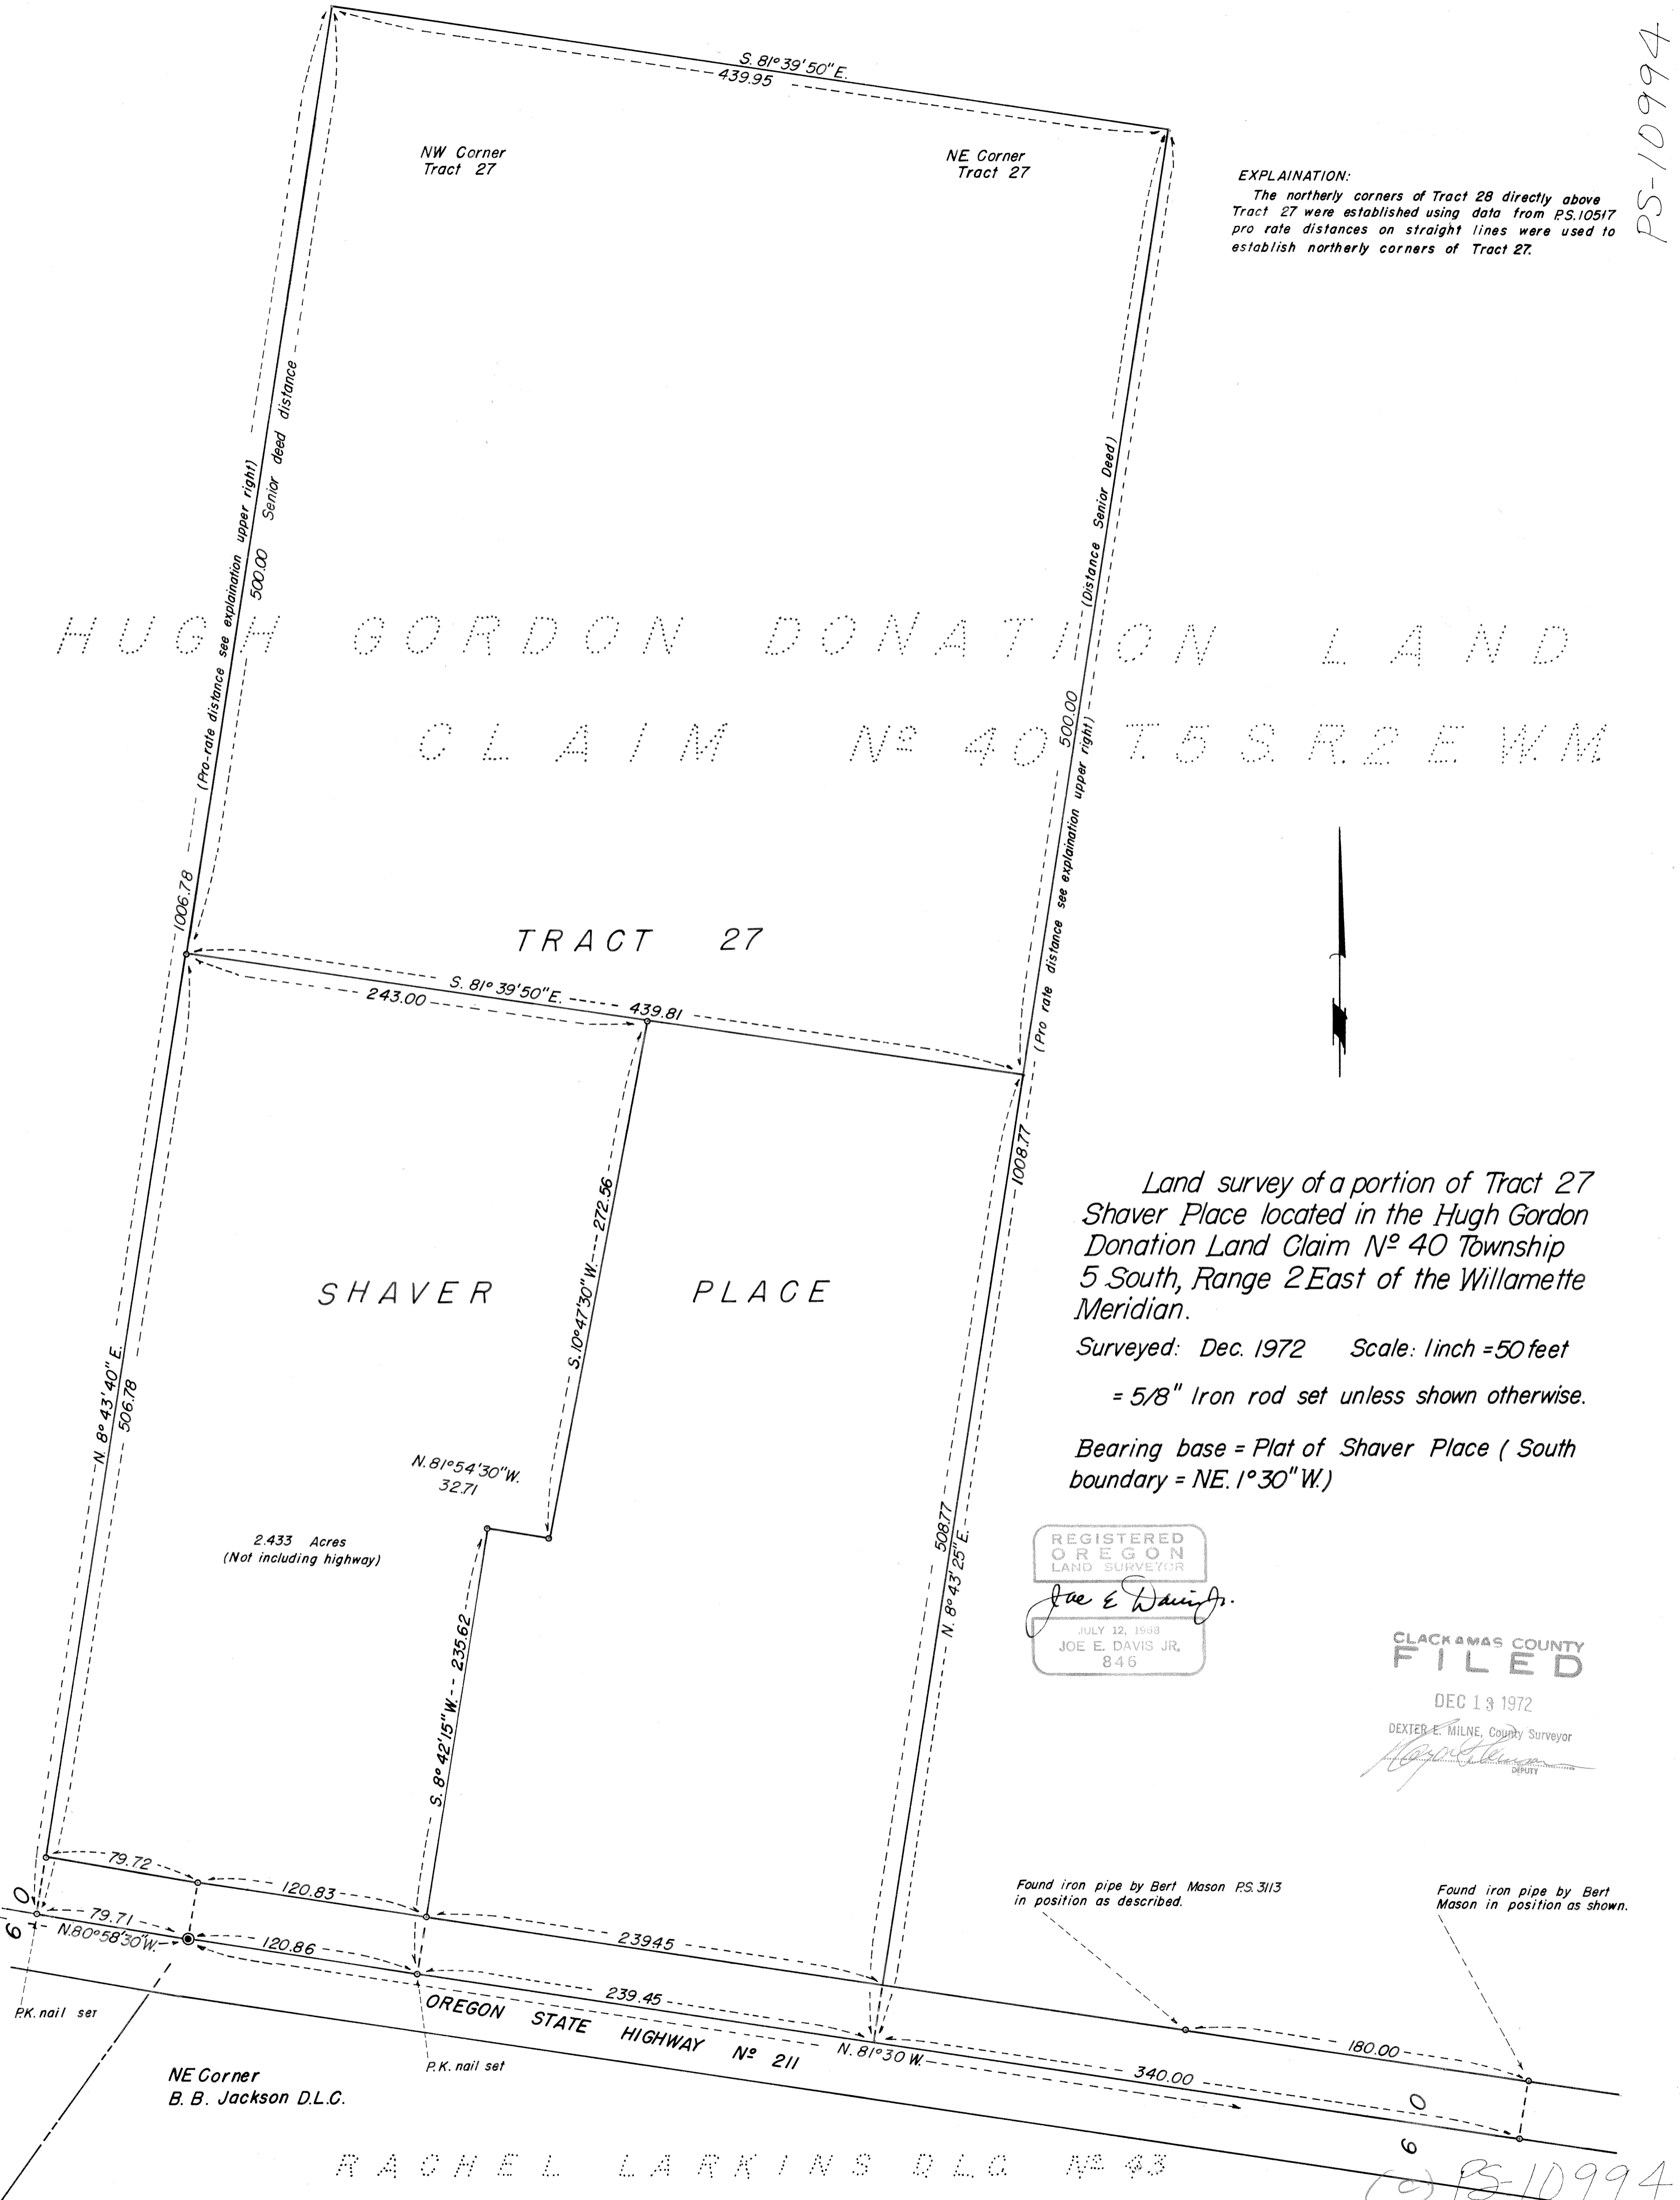 PS-10994
S. 81°39'50"E.
439.95
NW Corner
Tract 27
NE Corner
Tract 27
EXPLAINATION:
The northerly corners of Tract 28 directly above
Tract 27 were established using data from P.S.10517
pro rate distances on straight lines were used to
establish northerly corners of Tract 27.
(Pro-rate distance see explaination upper right)
500.00 Senior deed distance
500.00 (Distance Senior Deed)
(Pro rate distance see explaination upper right)
HUGH GORDON DONATION LAND
CLAIM Nº 40 T.5 S. R.2 E. W.M.
1006.78
TRACT 27
S. 81° 39'50"E.
439.81
243.00
1008.77
S. 10°47'30"W. 272.56
SHAVER PLACE
Land survey of a portion of Tract 27
Shaver Place located in the Hugh Gordon
Donation Land Claim Nº 40 Township
5 South, Range 2 East of the Willamette
Meridian.
Surveyed: Dec. 1972 Scale: 1inch =50 feet
= 5/8" Iron rod set unless shown otherwise.
Bearing base = Plat of Shaver Place ( South
boundary = NE. 1°30"W.)
N. 8° 43' 40" E.
506.78
N.81°54'30"W.
32.71
2.433 Acres
(Not including highway)
508.77
N. 8° 43' 25"E.
S. 8° 42'15"W. 235.62
REGISTERED
OREGON
LAND SURVEYOR
Joe E Davis Jr.
JULY 12, 1968
JOE E. DAVIS JR.
846
CLACKAMAS COUNTY
FILED
DEC 13 1972
DEXTER E. MILNE, County Surveyor
DEPUTY
79.72
120.83
239.45
79.71
N.80°58'30"W.
120.86
239.45
60
P.K. nail set
P.K. nail set
OREGON STATE HIGHWAY Nº 211
N. 81°30 W.
340.00
180.00
60
Found iron pipe by Bert Mason P.S. 3113
in position as described.
Found iron pipe by Bert
Mason in position as shown.
NE Corner
B. B. Jackson D.L.C.
RACHEL LARKINS D.L.C. Nº 43
(a) PS-10994